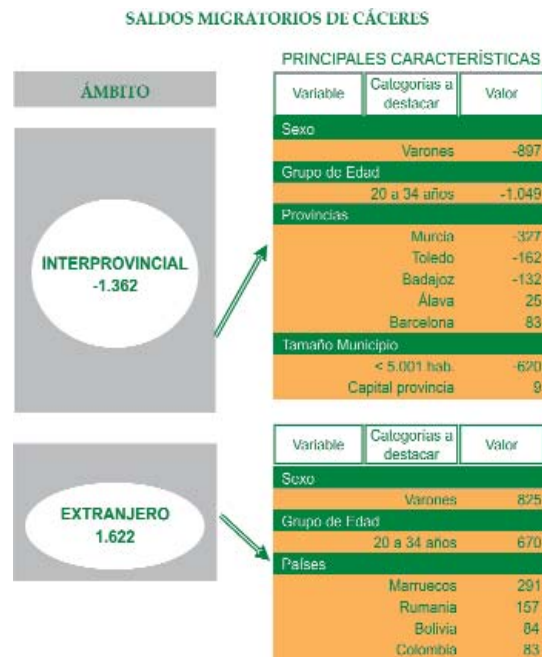 SALDOS MIGRATORIOS DE CÁCERES
PRINCIPALES CARACTERÍSTICAS
ÁMBITO
INTERPROVINCIAL
-1.362
Variable Categorías a destacar Valor
Sexo
Varones -897
Grupo de Edad
20 a 34 años -1.049
Provincias
Murcia -327
Toledo -162
Badajoz -132
Álava 25
Barcelona 83
Tamaño Municipio
< 5.001 hab. -620
Capital provincia 9
EXTRANJERO
1.622
Variable Categorías a destacar Valor
Sexo
Varones 825
Grupo de Edad
20 a 34 años 670
Países
Marruecos 291
Rumania 157
Bolivia 84
Colombia 83